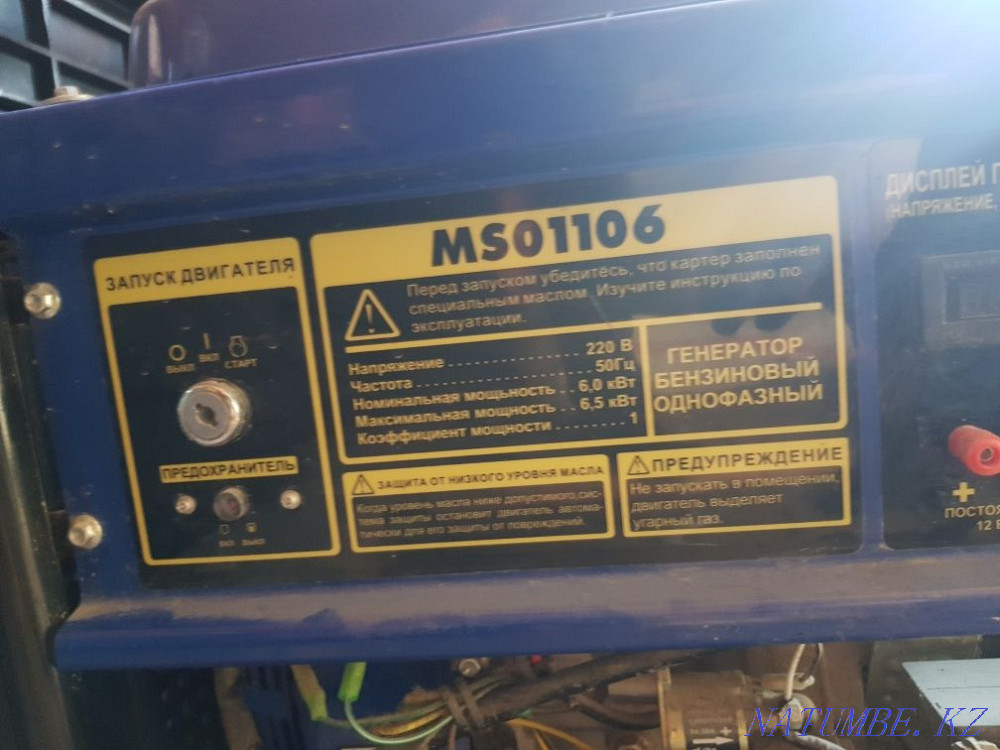 ЗАПУСК ДВИГАТЕЛЯ
ВЫКЛ ВКЛ СТАРТ
ПРЕДОХРАНИТЕЛЬ
ВКЛ ВЫКЛ
MS01106
Перед запуском убедитесь, что картер заполнен
специальным маслом. Изучите инструкцию по
эксплуатации.
Напряжение 220 В
Частота 50Гц
Номинальная мощьность 6.0 кВт
Максимальная мощность 6,5 кВт
Коэффициент мощности 1
ГЕНЕРАТОР
БЕНЗИНОВЫЙ
ОДНОФАЗНЫЙ
ЗАЩИТА ОТ НИЗКОГО УРОВНЯ МАСЛА
Когда уровень масла ниже допустимого,сис-
тема защиты остановит двигатель автома-
тически для его защиты от повреждений.
ПРЕДУПРЕЖДЕНИЕ
Не запускать в помещении,
двигатель выделяет
угарный газ.
ДИСПЛЕЙ
НАПРЯЖЕНИЕ,
+
12
NATUMBE.KZ